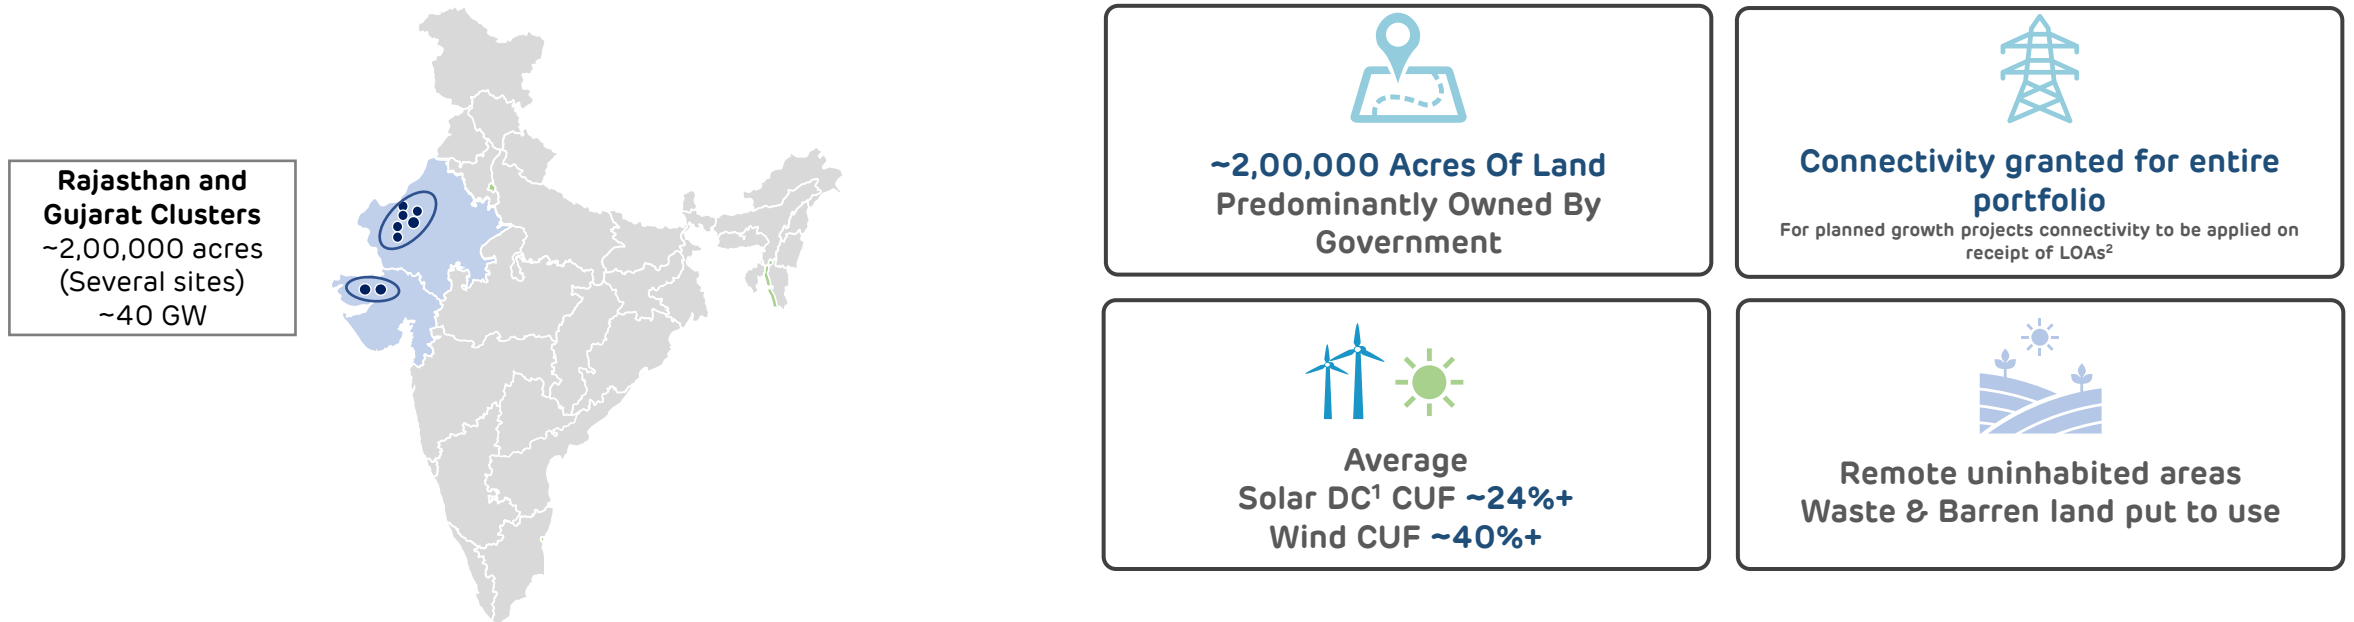 Rajasthan and
Gujarat Clusters
~2,00,000 acres
(Several sites)
~40 GW
~2,00,000 Acres Of Land
Predominantly Owned By
Government
Connectivity granted for entire
portfolio
For planned growth projects connectivity to be applied on
receipt of LOAs²
Average
Solar DC¹ CUF ~24%+
Wind CUF ~40%+
Remote uninhabited areas
Waste & Barren land put to use